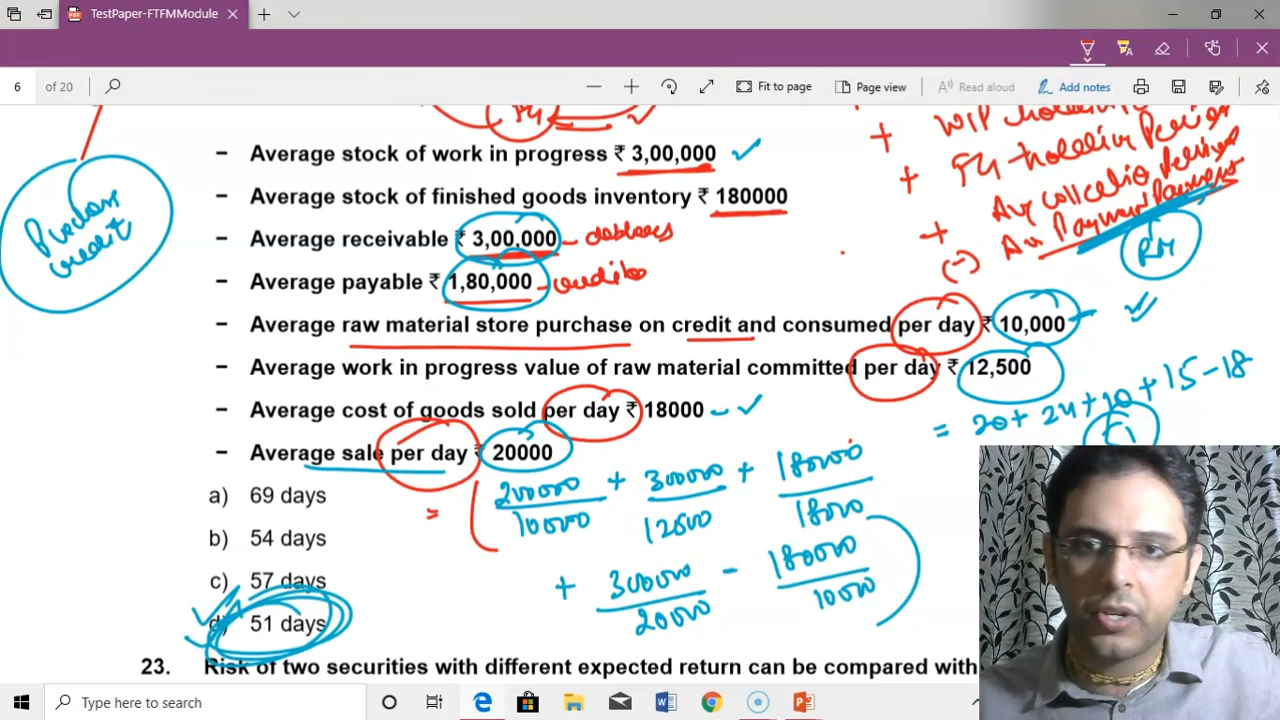 TestPaper-FTFMModule
6 of 20
Fit to page
Page view
Read aloud
Add notes
WIP holding
+
- Average stock of work in progress ₹ 3,00,000
+ FG holding Period
- Average stock of finished goods inventory ₹ 180000
Avg collection Period
- Average receivable ₹ 3,00,000 - debtors
+ Av Payment Payment
- Average payable ₹ 1,80,000 - creditors
(-)
RM
credit
- Average raw material store purchase on credit and consumed per day ₹ 10,000
- Average work in progress value of raw material committed per day ₹ 12,500
- Average cost of goods sold per day ₹ 18000
= 20 + 24 + 10 + 15 - 18
- Average sale per day ₹ 20000
a) 69 days
b) 54 days
c) 57 days
d) 51 days
= 200000 + 300000 + 180000
10000 12500 18000
+ 300000 - 180000
20000 10000
23. Risk of two securities with different expected return can be compared with
Type here to search